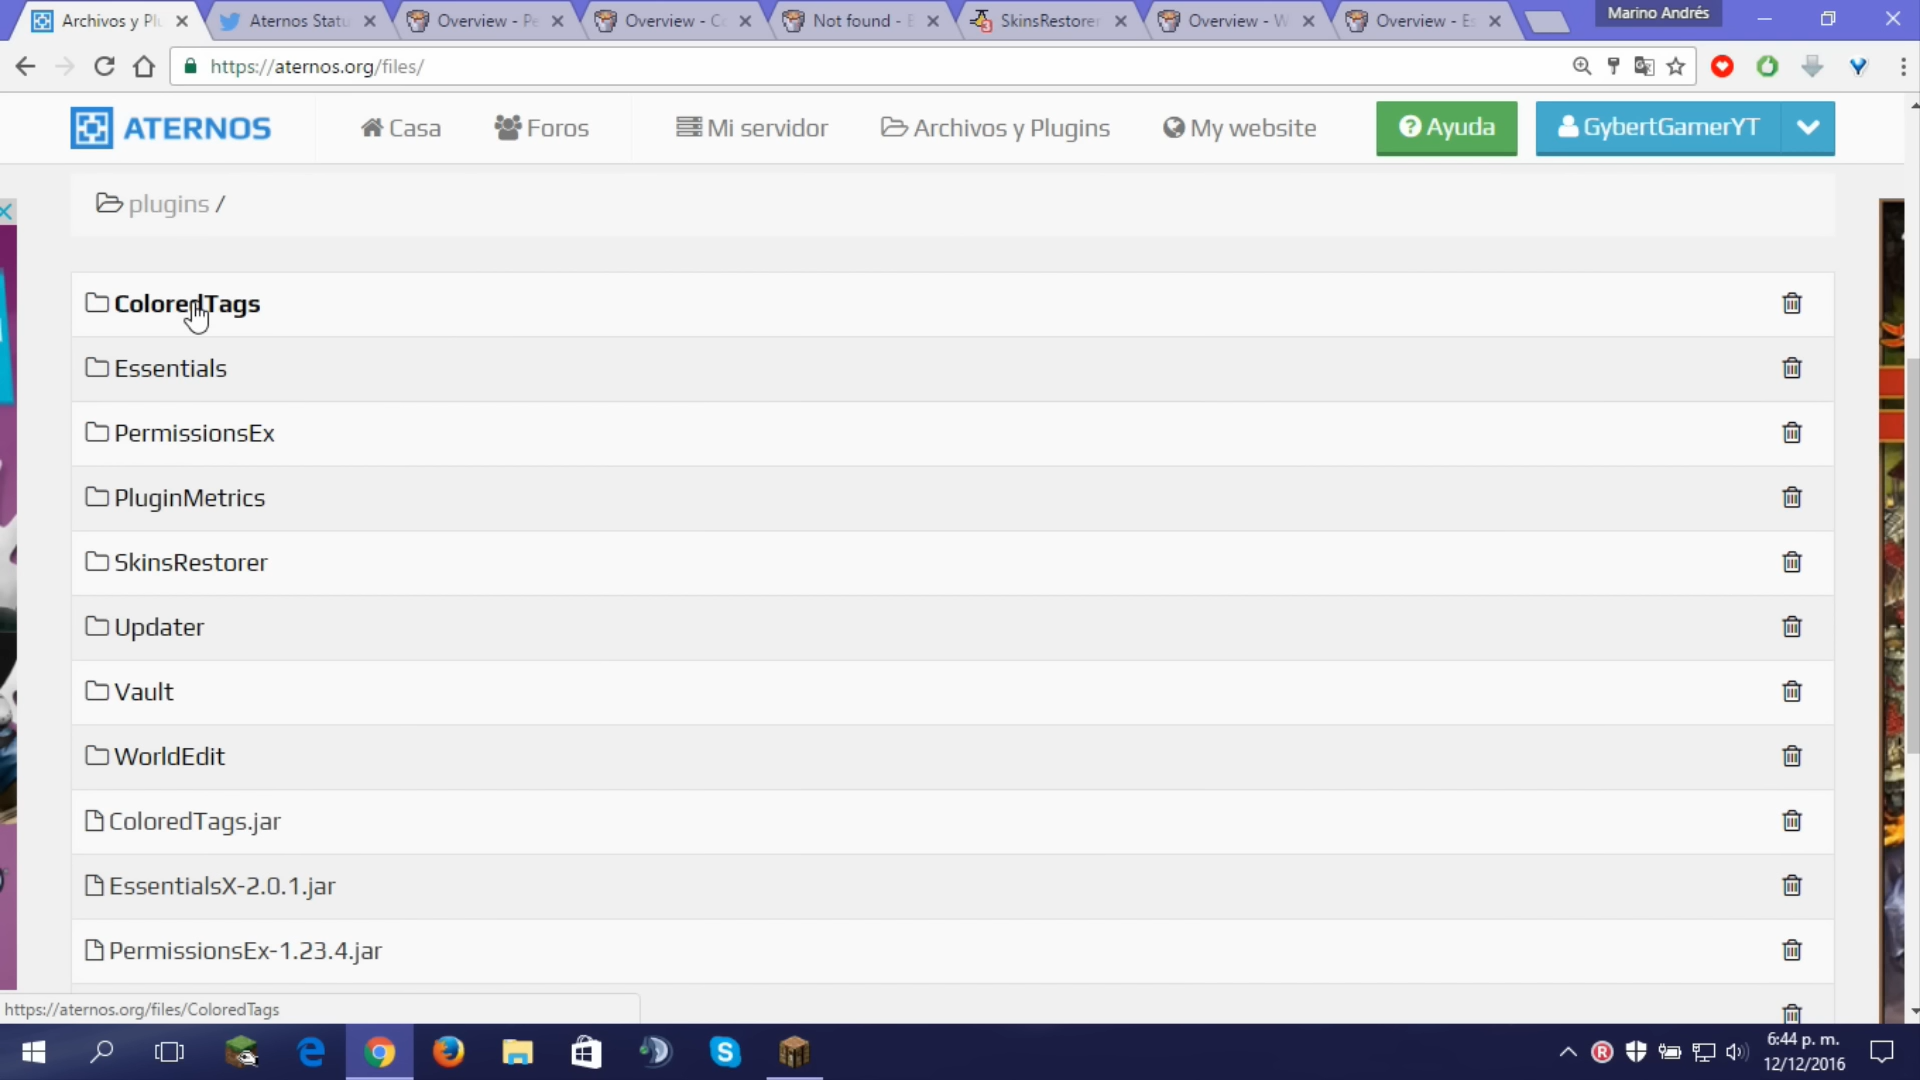 Archivos y Pl
Aternos Statu
Overview - Pe
Overview - Co
Not found - B
SkinsRestorer
Overview - W
Overview - Es
Marino Andrés
https://aternos.org/files/
ATERNOS
Casa
Foros
Mi servidor
Archivos y Plugins
My website
Ayuda
GybertGamerYT
plugins /
ColoredTags
Essentials
PermissionsEx
PluginMetrics
SkinsRestorer
Updater
Vault
WorldEdit
ColoredTags.jar
EssentialsX-2.0.1.jar
PermissionsEx-1.23.4.jar
https://aternos.org/files/ColoredTags
6:44 p. m.
12/12/2016